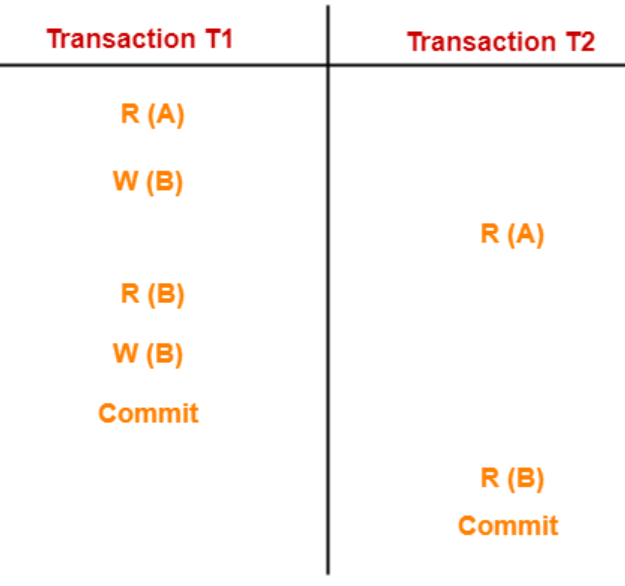 Transaction T1 Transaction T2
R (A)
W (B)
R (A)
R (B)
W (B)
Commit
R (B)
Commit